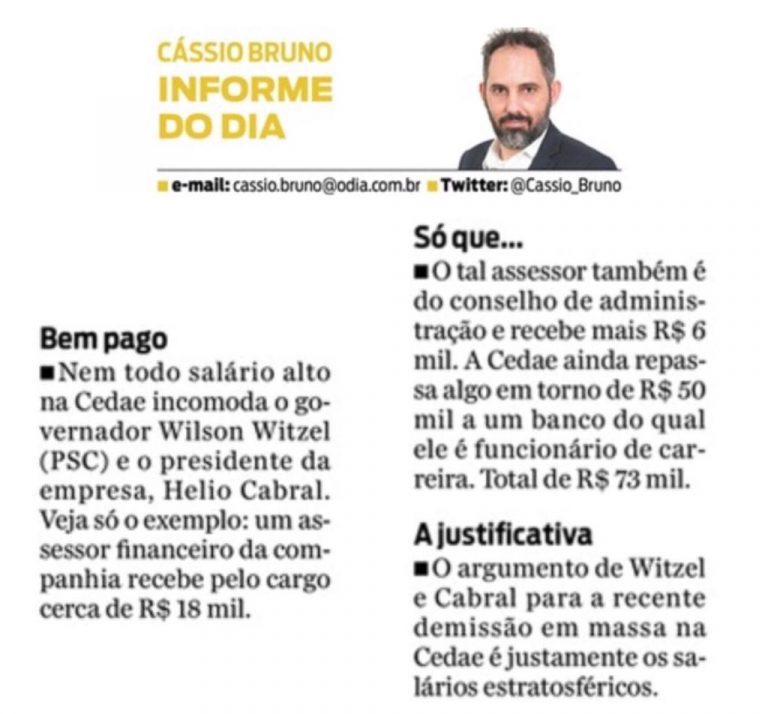 CÁSSIO BRUNO
INFORME
DO DIA
e-mail: cassio.bruno@odia.com.br Twitter: @Cassio_Bruno
Bem pago
Nem todo salário alto
na Cedae incomoda o go-
vernador Wilson Witzel
(PSC) e o presidente da
empresa, Helio Cabral.
Veja só o exemplo: um as-
sessor financeiro da com-
panhia recebe pelo cargo
cerca de R$ 18 mil.
Só que...
O tal assessor também é
do conselho de adminis-
tração e recebe mais R$ 6
mil. A Cedae ainda repas-
sa algo em torno de R$ 50
mil a um banco do qual
ele é funcionário de car-
reira. Total de R$ 73 mil.
A justificativa
O argumento de Witzel
e Cabral para a recente
demissão em massa na
Cedae é justamente os sa-
lários estratosféricos.